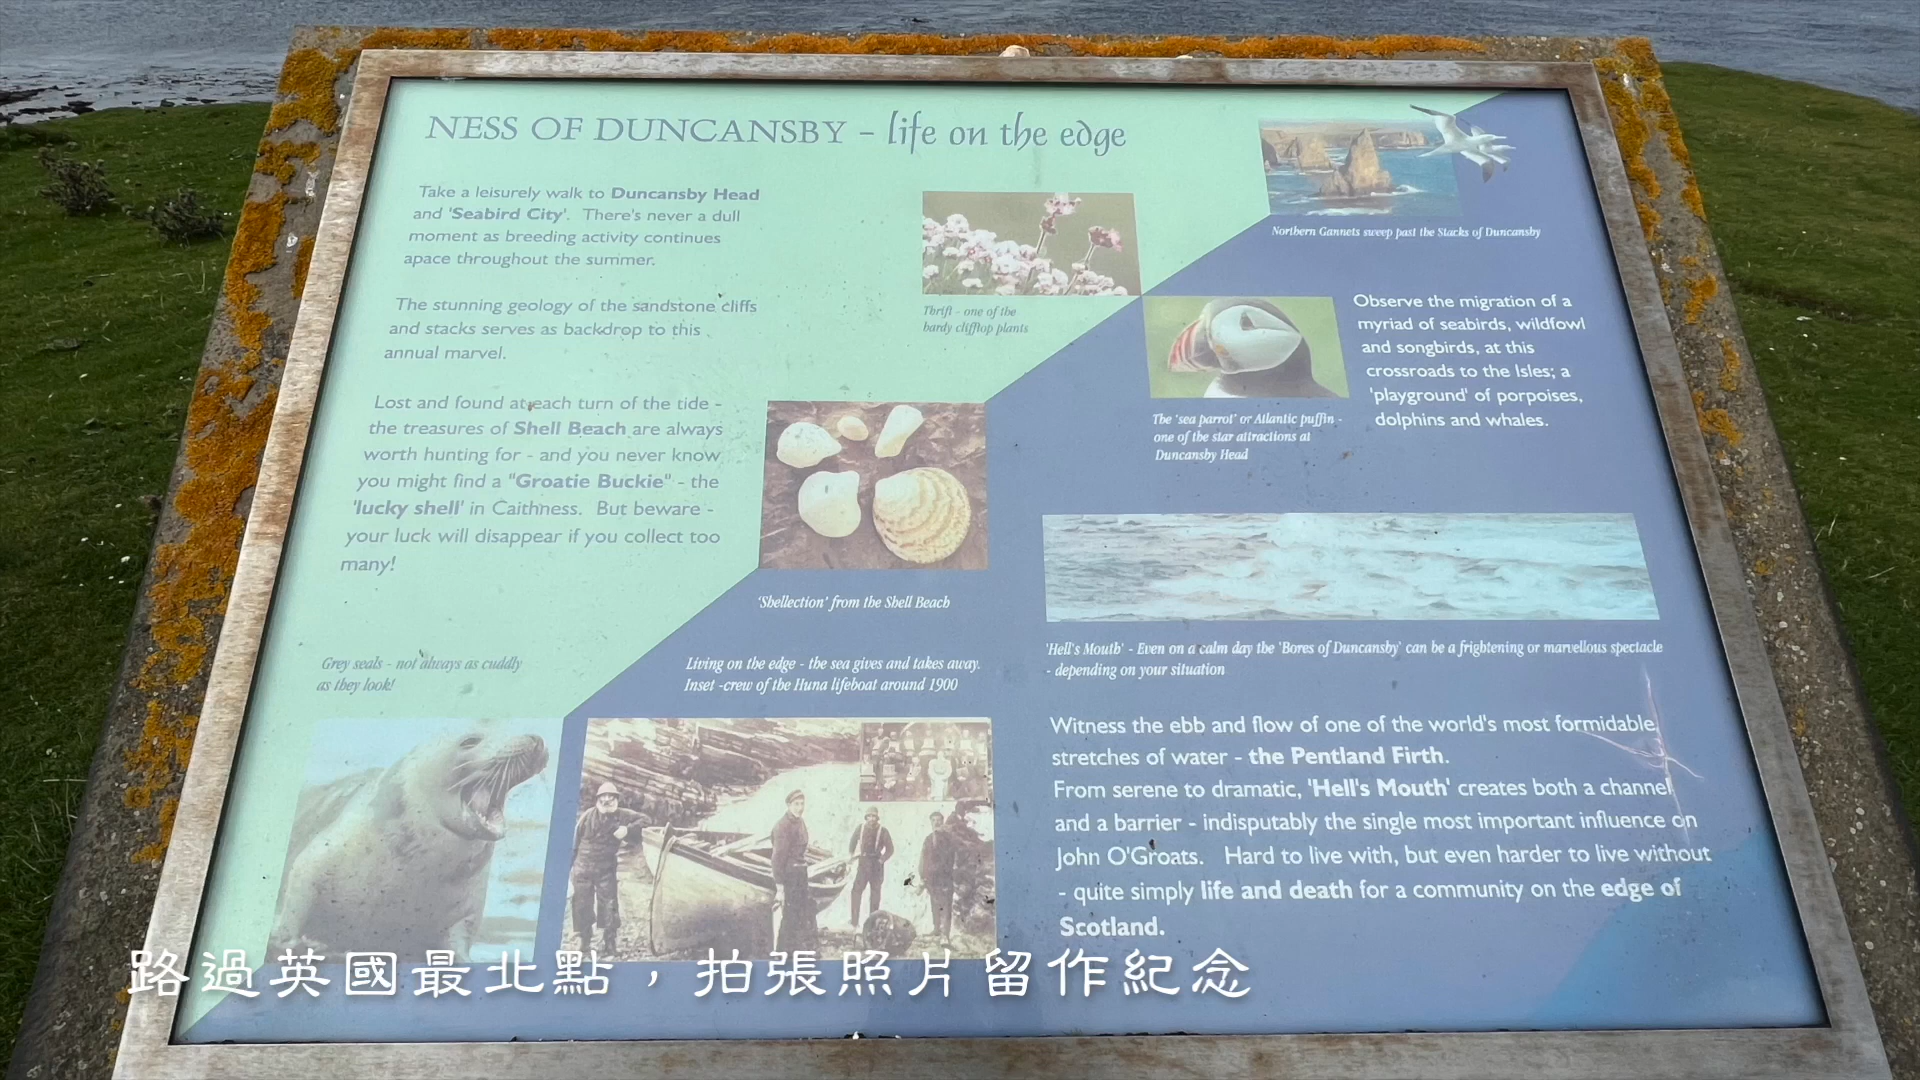 NESS OF DUNCANSBY - life on the edge
Take a leisurely walk to Duncansby Head
and 'Seabird City'. There's never a dull
moment as breeding activity continues
apace throughout the summer.
The stunning geology of the sandstone cliffs
and stacks serves as backdrop to this
annual marvel.
Lost and found at each turn of the tide -
the treasures of Shell Beach are always
worth hunting for - and you never know
you might find a "Groatie Buckie" - the
'lucky shell' in Caithness. But beware -
your luck will disappear if you collect too
many!
Thrift - one of the
hardy clifftop plants
Northern Gannets sweep past the Stacks of Duncansby
Observe the migration of a
myriad of seabirds, wildfowl
and songbirds, at this
crossroads to the Isles; a
'playground' of porpoises,
dolphins and whales.
The 'sea parrot' or Atlantic puffin -
one of the star attractions at
Duncansby Head
'Shellection' from the Shell Beach
Grey seals - not always as cuddly
as they look!
Living on the edge - the sea gives and takes away.
Inset -crew of the Huna lifeboat around 1900
'Hell's Mouth' - Even on a calm day the 'Bores of Duncansby' can be a frightening or marvellous spectacle
- depending on your situation
Witness the ebb and flow of one of the world's most formidable
stretches of water - the Pentland Firth.
From serene to dramatic, 'Hell's Mouth' creates both a channel
and a barrier - indisputably the single most important influence on
John O'Groats. Hard to live with, but even harder to live without
- quite simply life and death for a community on the edge of
Scotland.
路過英國最北點，拍張照片留作紀念